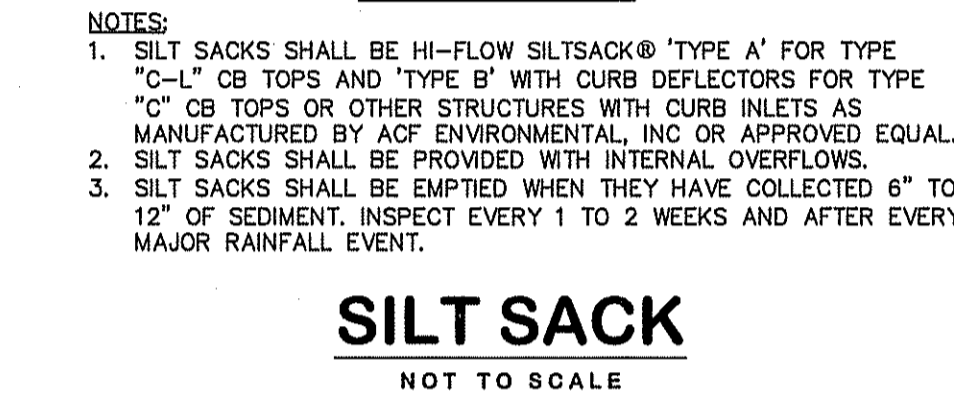 NOTES:
1. SILT SACKS SHALL BE HI-FLOW SILTSACK® 'TYPE A' FOR TYPE
"C-L" CB TOPS AND 'TYPE B' WITH CURB DEFLECTORS FOR TYPE
"C" CB TOPS OR OTHER STRUCTURES WITH CURB INLETS AS
MANUFACTURED BY ACF ENVIRONMENTAL, INC OR APPROVED EQUAL.
2. SILT SACKS SHALL BE PROVIDED WITH INTERNAL OVERFLOWS.
3. SILT SACKS SHALL BE EMPTIED WHEN THEY HAVE COLLECTED 6" TO
12" OF SEDIMENT. INSPECT EVERY 1 TO 2 WEEKS AND AFTER EVERY
MAJOR RAINFALL EVENT.
SILT SACK
NOT TO SCALE